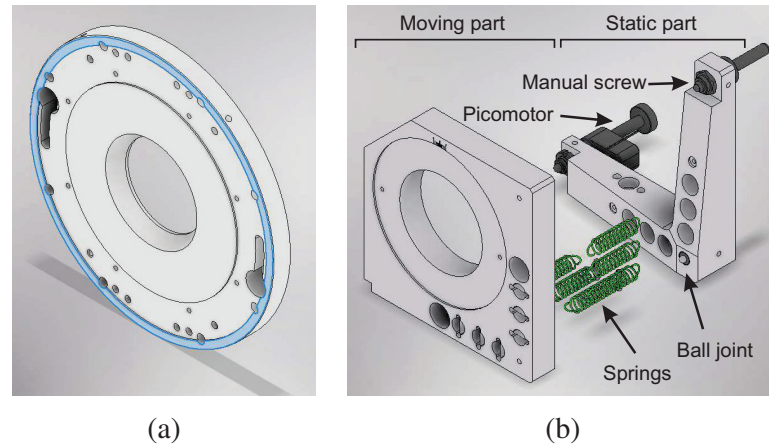 Moving part
Static part
Manual screw
Picomotor
Ball joint
Springs
(a)
(b)